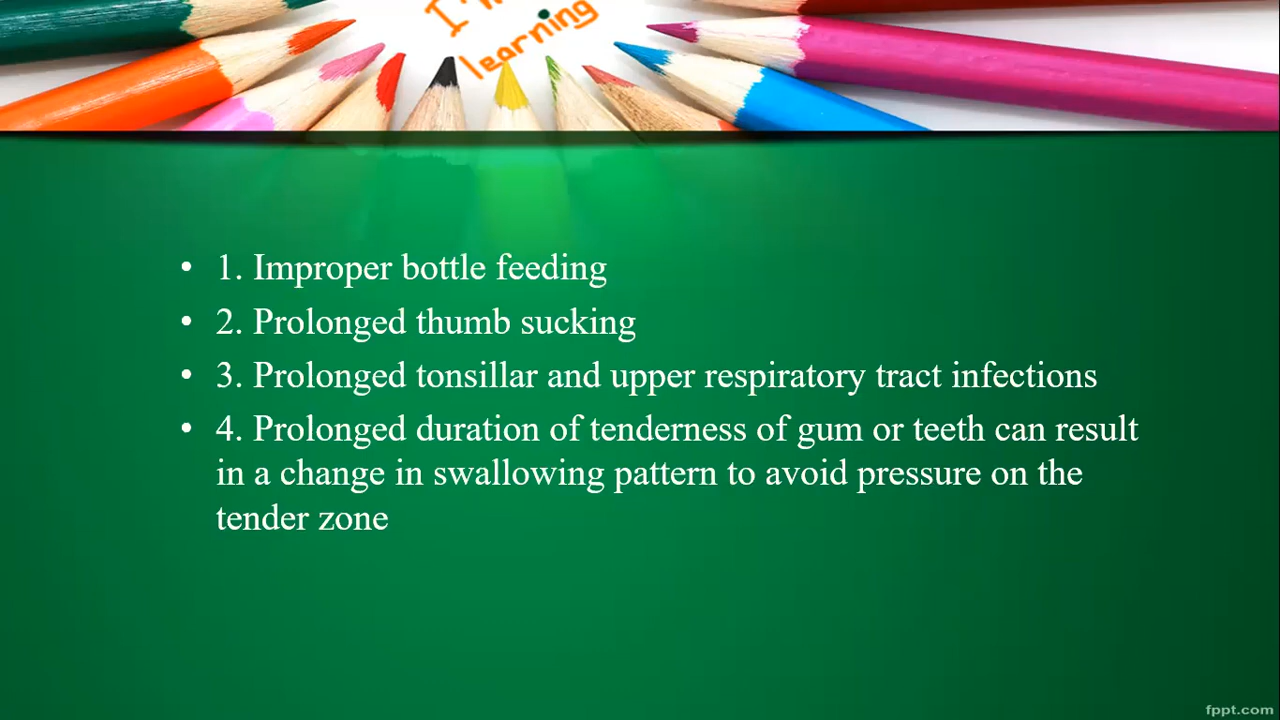 I'm
learning
• 1. Improper bottle feeding
• 2. Prolonged thumb sucking
• 3. Prolonged tonsillar and upper respiratory tract infections
• 4. Prolonged duration of tenderness of gum or teeth can result
in a change in swallowing pattern to avoid pressure on the
tender zone
fppt.com